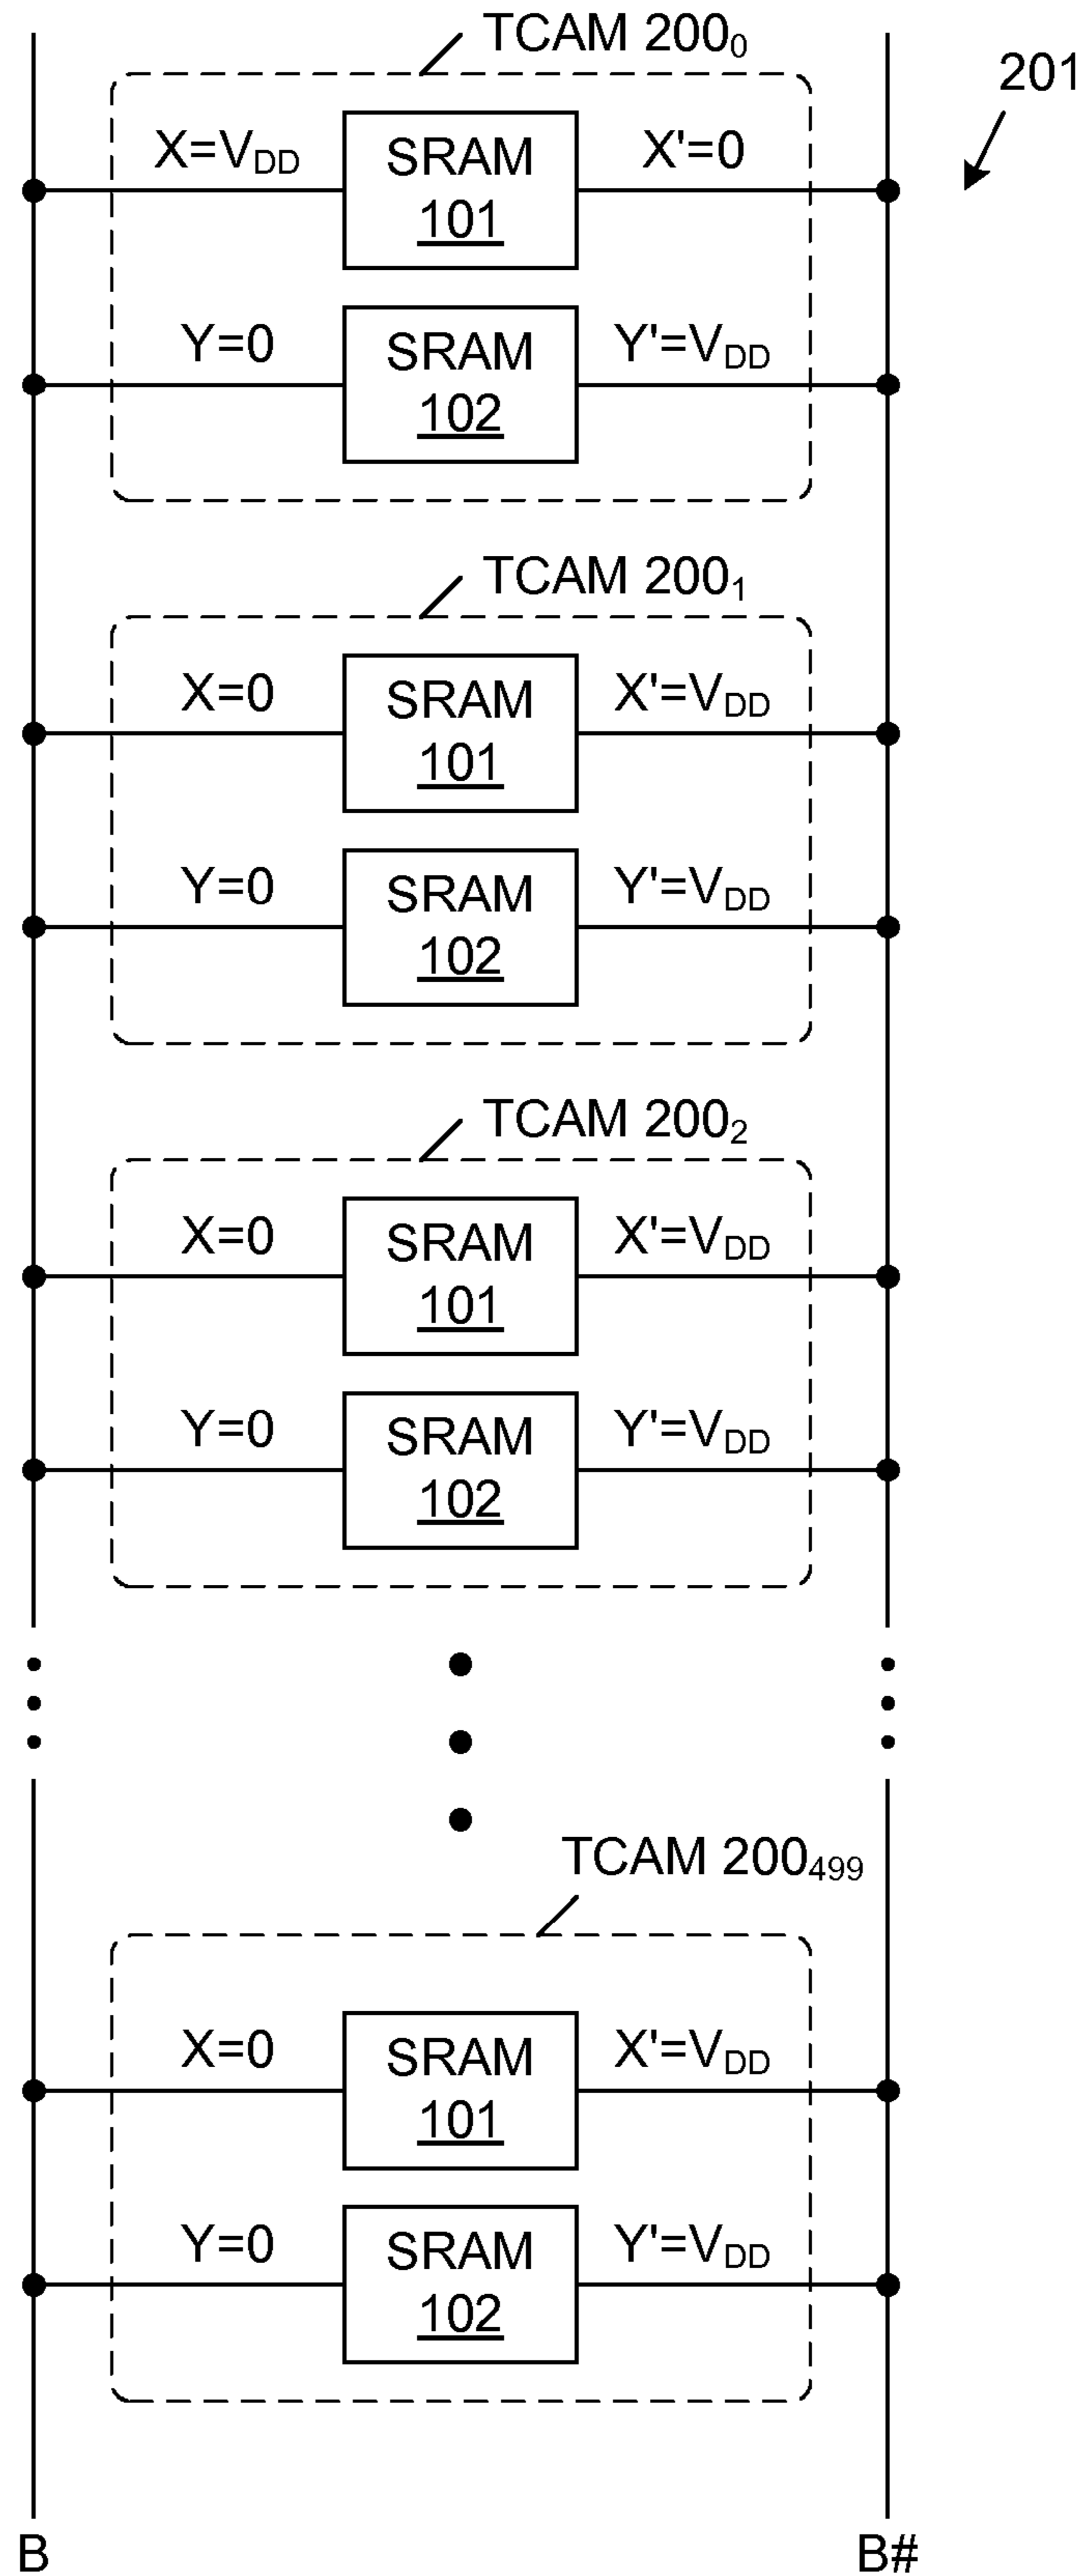 TCAM 200₀
201
X=V_DD SRAM 101 X'=0
Y=0 SRAM 102 Y'=V_DD
TCAM 200₁
X=0 SRAM 101 X'=V_DD
Y=0 SRAM 102 Y'=V_DD
TCAM 200₂
X=0 SRAM 101 X'=V_DD
Y=0 SRAM 102 Y'=V_DD
TCAM 200₄₉₉
X=0 SRAM 101 X'=V_DD
Y=0 SRAM 102 Y'=V_DD
B B#